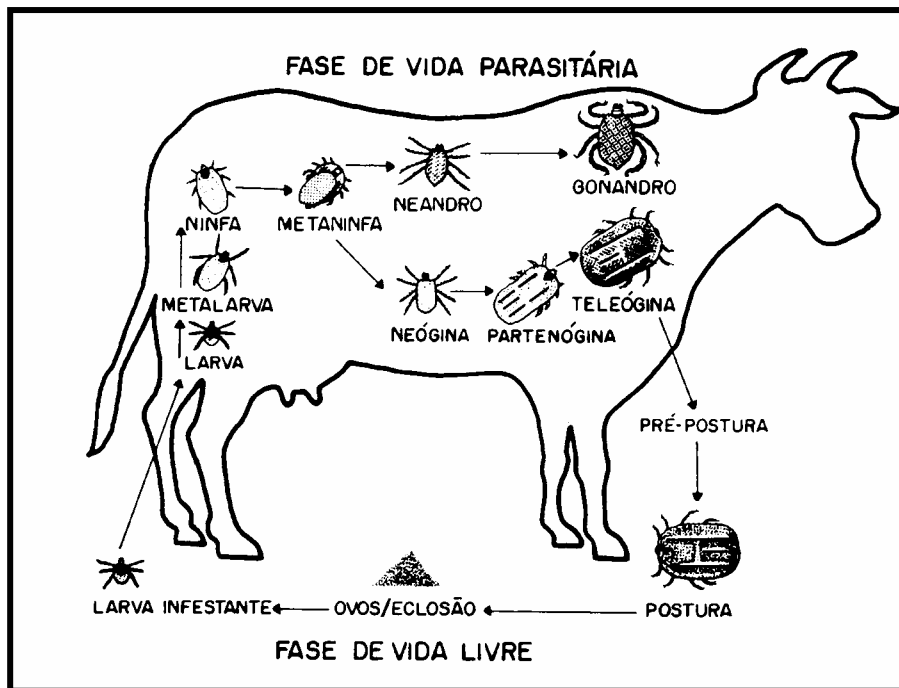 FASE DE VIDA PARASITÁRIA
GONANDRO
NEANDRO
NINFA
METANINFA
METALARVA
NEÓGINA
PARTENÓGINA
TELEÓGINA
LARVA
PRÉ-POSTURA
LARVA INFESTANTE
OVOS/ECLOSÃO
POSTURA
FASE DE VIDA LIVRE